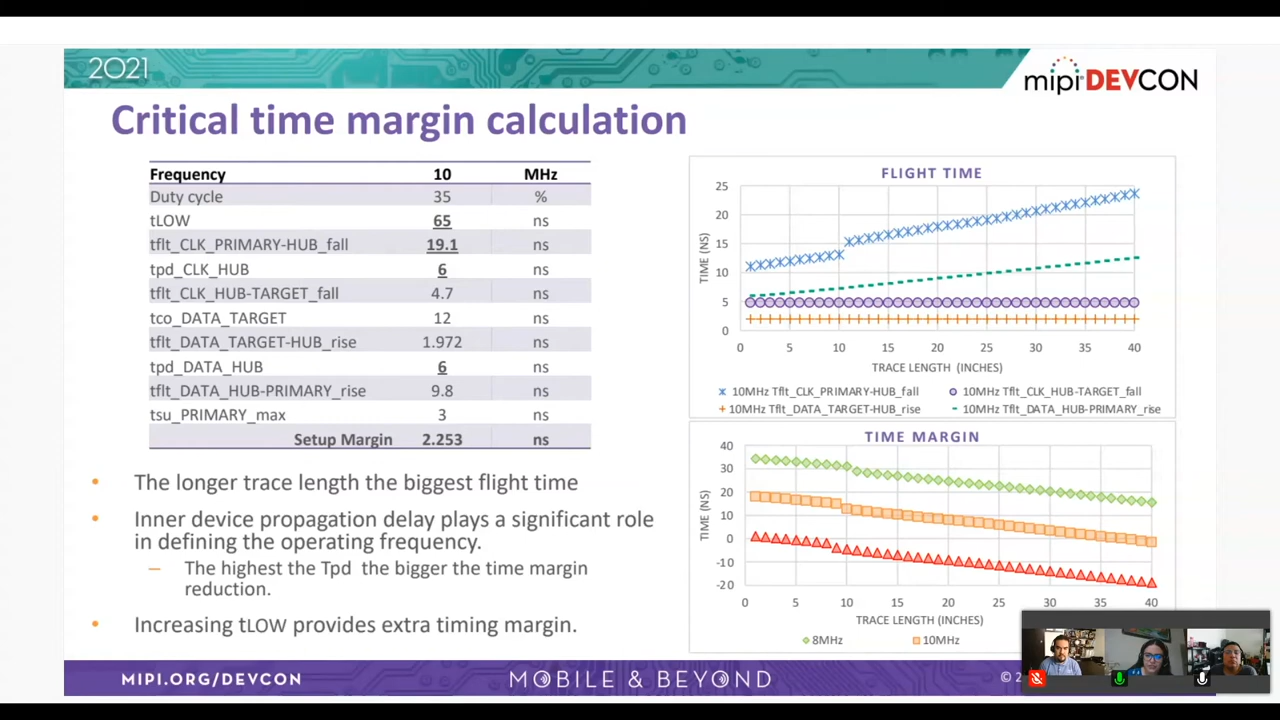 2021
mipi DEVCON
Critical time margin calculation
Frequency 10 MHz
Duty cycle 35 %
tLOW 65 ns
tflt_CLK_PRIMARY-HUB_fall 19.1 ns
tpd_CLK_HUB 6 ns
tflt_CLK_HUB-TARGET_fall 4.7 ns
tco_DATA_TARGET 12 ns
tflt_DATA_TARGET-HUB_rise 1.972 ns
tpd_DATA_HUB 6 ns
tflt_DATA_HUB-PRIMARY_rise 9.8 ns
tsu_PRIMARY_max 3 ns
Setup Margin 2.253 ns
• The longer trace length the biggest flight time
• Inner device propagation delay plays a significant role
in defining the operating frequency.
– The highest the Tpd the bigger the time margin
reduction.
• Increasing tLOW provides extra timing margin.
FLIGHT TIME
TIME (NS)
25
20
15
10
5
0
0 5 10 15 20 25 30 35 40
TRACE LENGTH (INCHES)
10MHz Tflt_CLK_PRIMARY-HUB_fall 10MHz Tflt_CLK_HUB-TARGET_fall
10MHz Tflt_DATA_TARGET-HUB_rise 10MHz Tflt_DATA_HUB-PRIMARY_rise
TIME MARGIN
TIME (NS)
40
30
20
10
0
-10
-20
0 5 10 15 20 25 30 35 40
TRACE LENGTH (INCHES)
8MHz 10MHz
MIPI.ORG/DEVCON
MOBILE & BEYOND
© 2